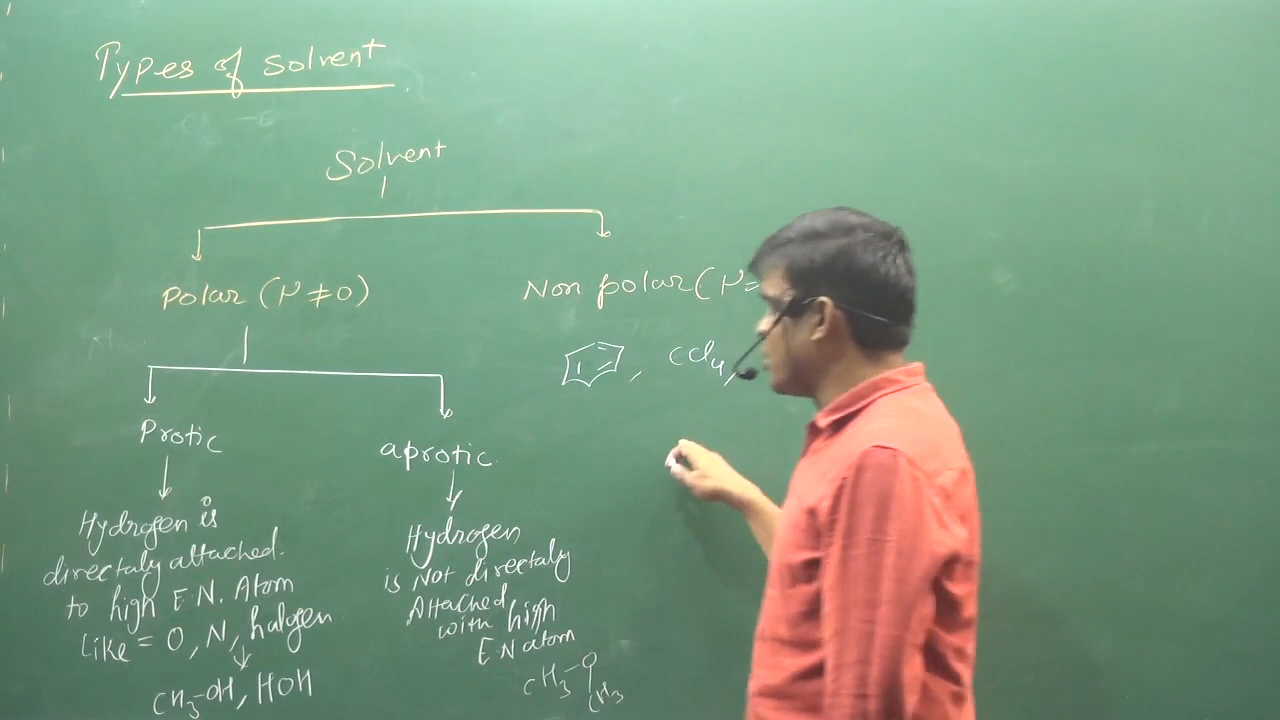 Types of solvent
Solvent
Polar (μ ≠ 0)
Non polar (μ =
CCl4,
Protic
aprotic
Hydrogen is
directaly attached.
to high E.N. Atom
Like = O, N, halogen
CH3-OH, HOH
Hydrogen
is Not directaly
Attached
with high
E.N atom
CH3-O
CH3